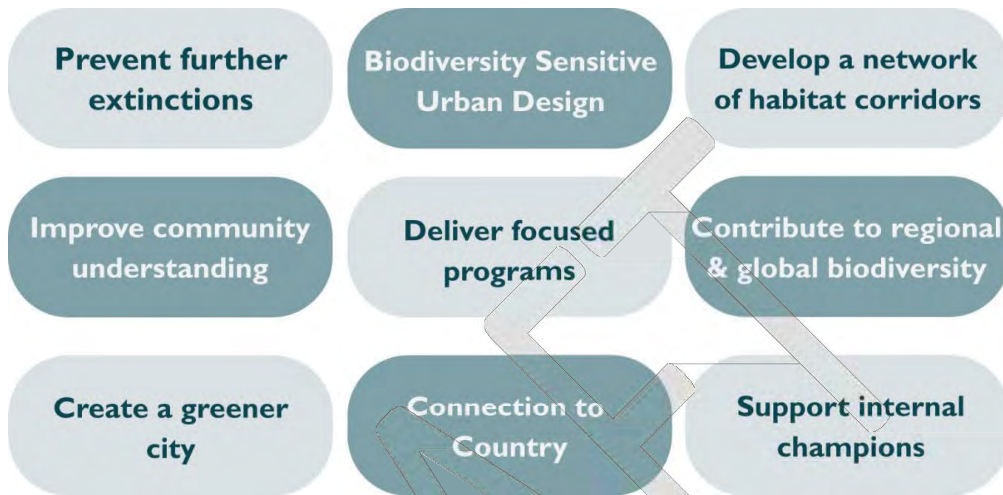 Prevent further
extinctions
Biodiversity Sensitive
Urban Design
Develop a network
of habitat corridors
Improve community
understanding
Deliver focused
programs
Contribute to regional
& global biodiversity
Create a greener
city
Connection to
Country
Support internal
champions